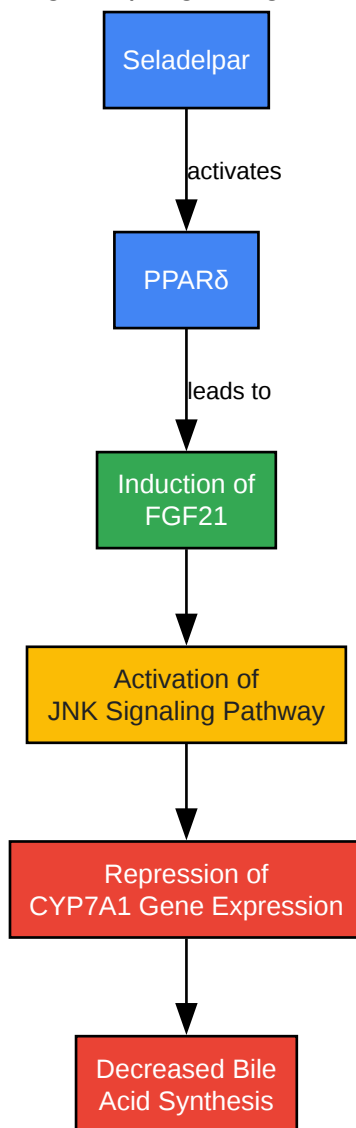 Seladelpar
activates
PPARδ
leads to
Induction of
FGF21
Activation of
JNK Signaling Pathway
Repression of
CYP7A1 Gene Expression
Decreased Bile
Acid Synthesis